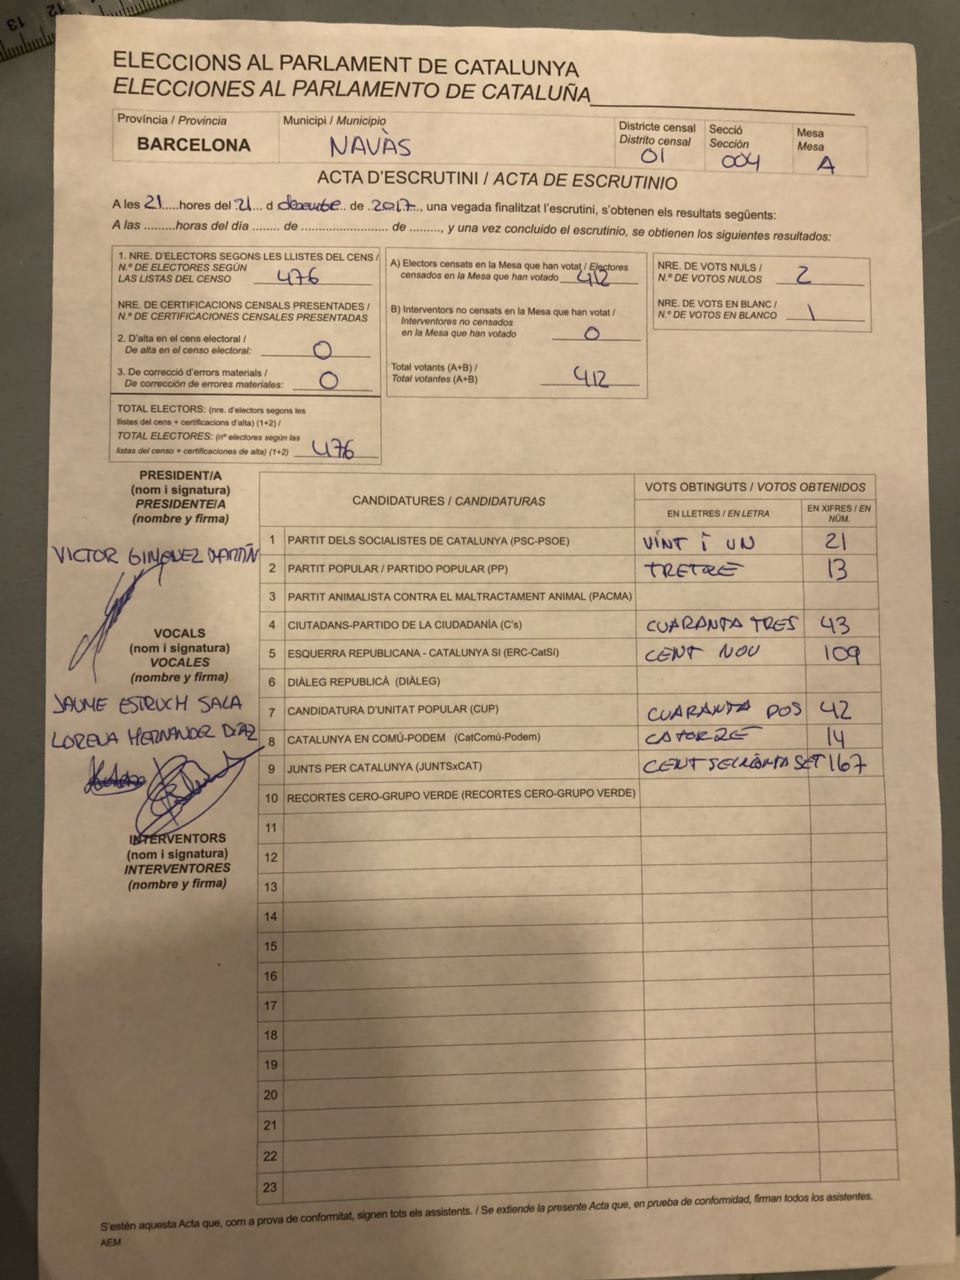 13 12
ELECCIONS AL PARLAMENT DE CATALUNYA
ELECCIONES AL PARLAMENTO DE CATALUÑA
Província / Provincia
BARCELONA
Municipi / Municipio
NAVÀS
Districte censal
Distrito censal
01
Secció
Sección
004
Mesa
Mesa
A
ACTA D'ESCRUTINI / ACTA DE ESCRUTINIO
A les 21.....hores del 21... d desembre.. de .2017., una vegada finalitzat l'escrutini, s'obtenen els resultats següents:
A las .........horas del día ........ de .......................... de ........., y una vez concluido el escrutinio, se obtienen los siguientes resultados:
1. NRE. D'ELECTORS SEGONS LES LLISTES DEL CENS /
N.º DE ELECTORES SEGÚN
LAS LISTAS DEL CENSO 476
NRE. DE CERTIFICACIONS CENSALS PRESENTADES /
N.º DE CERTIFICACIONES CENSALES PRESENTADAS
2. D'alta en el cens electoral /
De alta en el censo electoral: 0
3. De correcció d'errors materials /
De corrección de errores materiales: 0
TOTAL ELECTORS: (nre. d'electors segons les
llistes del cens + certificacions d'alta) (1+2) /
TOTAL ELECTORES: (nº electores según las
listas del censo + certificaciones de alta) (1+2) 476
A) Electors censats en la Mesa que han votat / Electores
censados en la Mesa que han votado 412
B) Interventors no censats en la Mesa que han votat /
Interventores no censados
en la Mesa que han votado 0
Total votants (A+B) /
Total votantes (A+B) 412
NRE. DE VOTS NULS /
N.º DE VOTOS NULOS 2
NRE. DE VOTS EN BLANC /
N.º DE VOTOS EN BLANCO 1
PRESIDENT/A
(nom i signatura)
PRESIDENTE/A
(nombre y firma)
VICTOR GIMENEZ MARTÍN
VOCALS
(nom i signatura)
VOCALES
(nombre y firma)
JAUME ESTRUCH SALA
LORENA HERNANDEZ DÍAZ
INTERVENTORS
(nom i signatura)
INTERVENTORES
(nombre y firma)
CANDIDATURES / CANDIDATURAS
VOTS OBTINGUTS / VOTOS OBTENIDOS
EN LLETRES / EN LETRA
EN XIFRES / EN
NÚM.
1 PARTIT DELS SOCIALISTES DE CATALUNYA (PSC-PSOE) VINT I UN 21
2 PARTIT POPULAR / PARTIDO POPULAR (PP) TRETZE 13
3 PARTIT ANIMALISTA CONTRA EL MALTRACTAMENT ANIMAL (PACMA)
4 CIUTADANS-PARTIDO DE LA CIUDADANÍA (C's) CUARANTA TRES 43
5 ESQUERRA REPUBLICANA - CATALUNYA SI (ERC-CatSí) CENT NOU 109
6 DIÀLEG REPUBLICÀ (DIÀLEG)
7 CANDIDATURA D'UNITAT POPULAR (CUP) CUARANTA DOS 42
8 CATALUNYA EN COMÚ-PODEM (CatComú-Podem) CATORZE 14
9 JUNTS PER CATALUNYA (JUNTSxCAT) CENT SEIXANTA SET 167
10 RECORTES CERO-GRUPO VERDE (RECORTES CERO-GRUPO VERDE)
11
12
13
14
15
16
17
18
19
20
21
22
23
S'estén aquesta Acta que, com a prova de conformitat, signen tots els assistents. / Se extiende la presente Acta que, en prueba de conformidad, firman todos los asistentes.
AEM